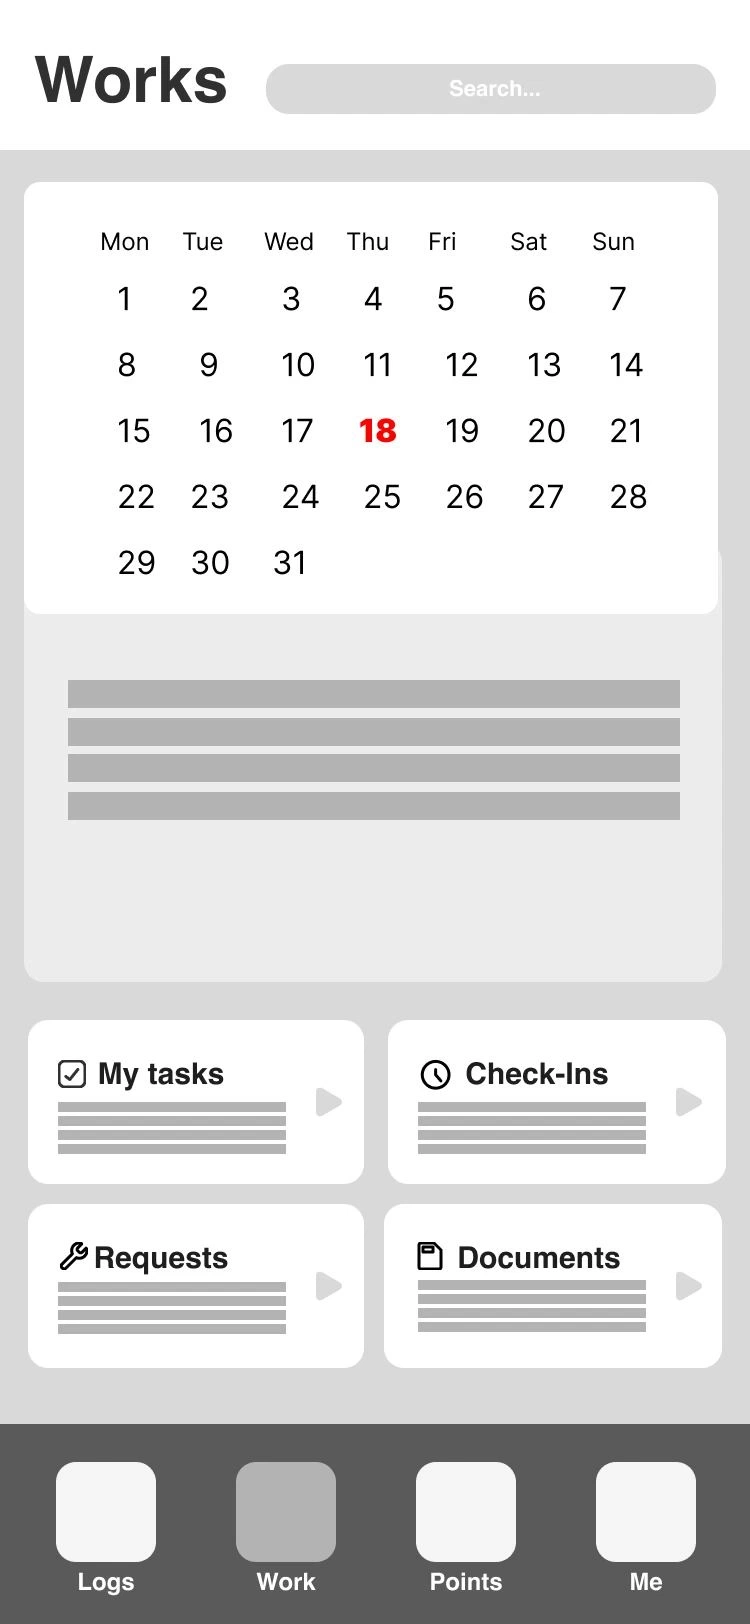 Works
Search...
Mon Tue Wed Thu Fri Sat Sun
1 2 3 4 5 6 7
8 9 10 11 12 13 14
15 16 17 18 19 20 21
22 23 24 25 26 27 28
29 30 31
My tasks
Check-Ins
Requests
Documents
Logs Work Points Me